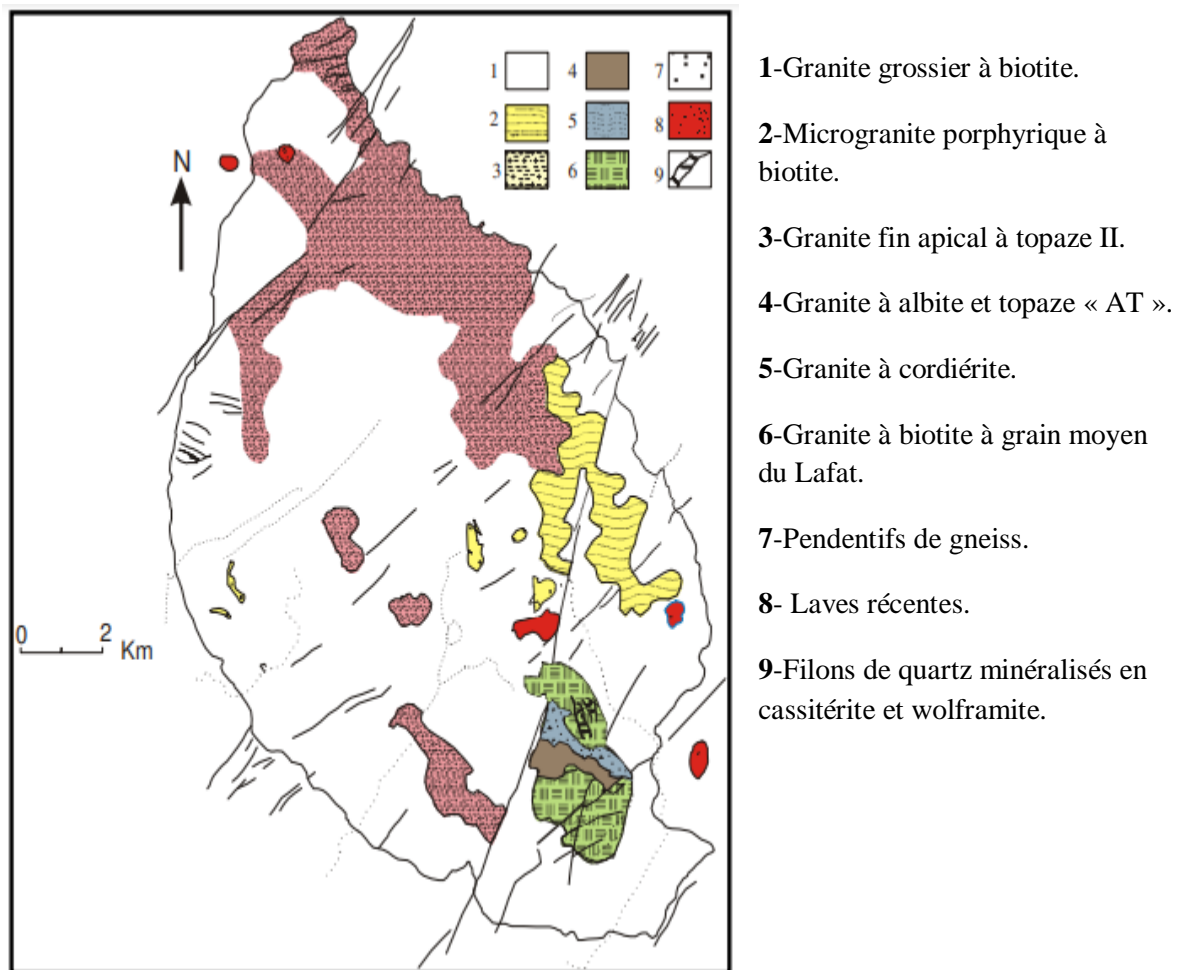 1 4 7
2 5 8
3 6 9
N
0 2
Km
1-Granite grossier à biotite.
2-Microgranite porphyrique à
biotite.
3-Granite fin apical à topaze II.
4-Granite à albite et topaze « AT ».
5-Granite à cordiérite.
6-Granite à biotite à grain moyen
du Lafat.
7-Pendentifs de gneiss.
8- Laves récentes.
9-Filons de quartz minéralisés en
cassitérite et wolframite.